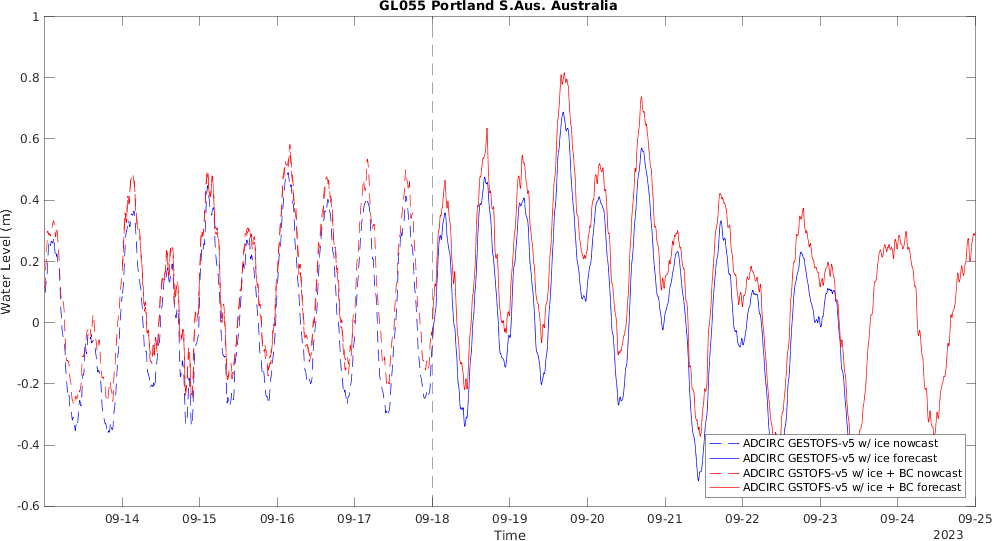 GL055 Portland S.Aus. Australia
1
0.8
0.6
0.4
0.2
0
-0.2
-0.4
-0.6
Water Level (m)
ADCIRC GESTOFS-v5 w/ ice nowcast
ADCIRC GESTOFS-v5 w/ ice forecast
ADCIRC GSTOFS-v5 w/ ice + BC nowcast
ADCIRC GSTOFS-v5 w/ ice + BC forecast
09-14 09-15 09-16 09-17 09-18 09-19 09-20 09-21 09-22 09-23 09-24 09-25
Time
2023